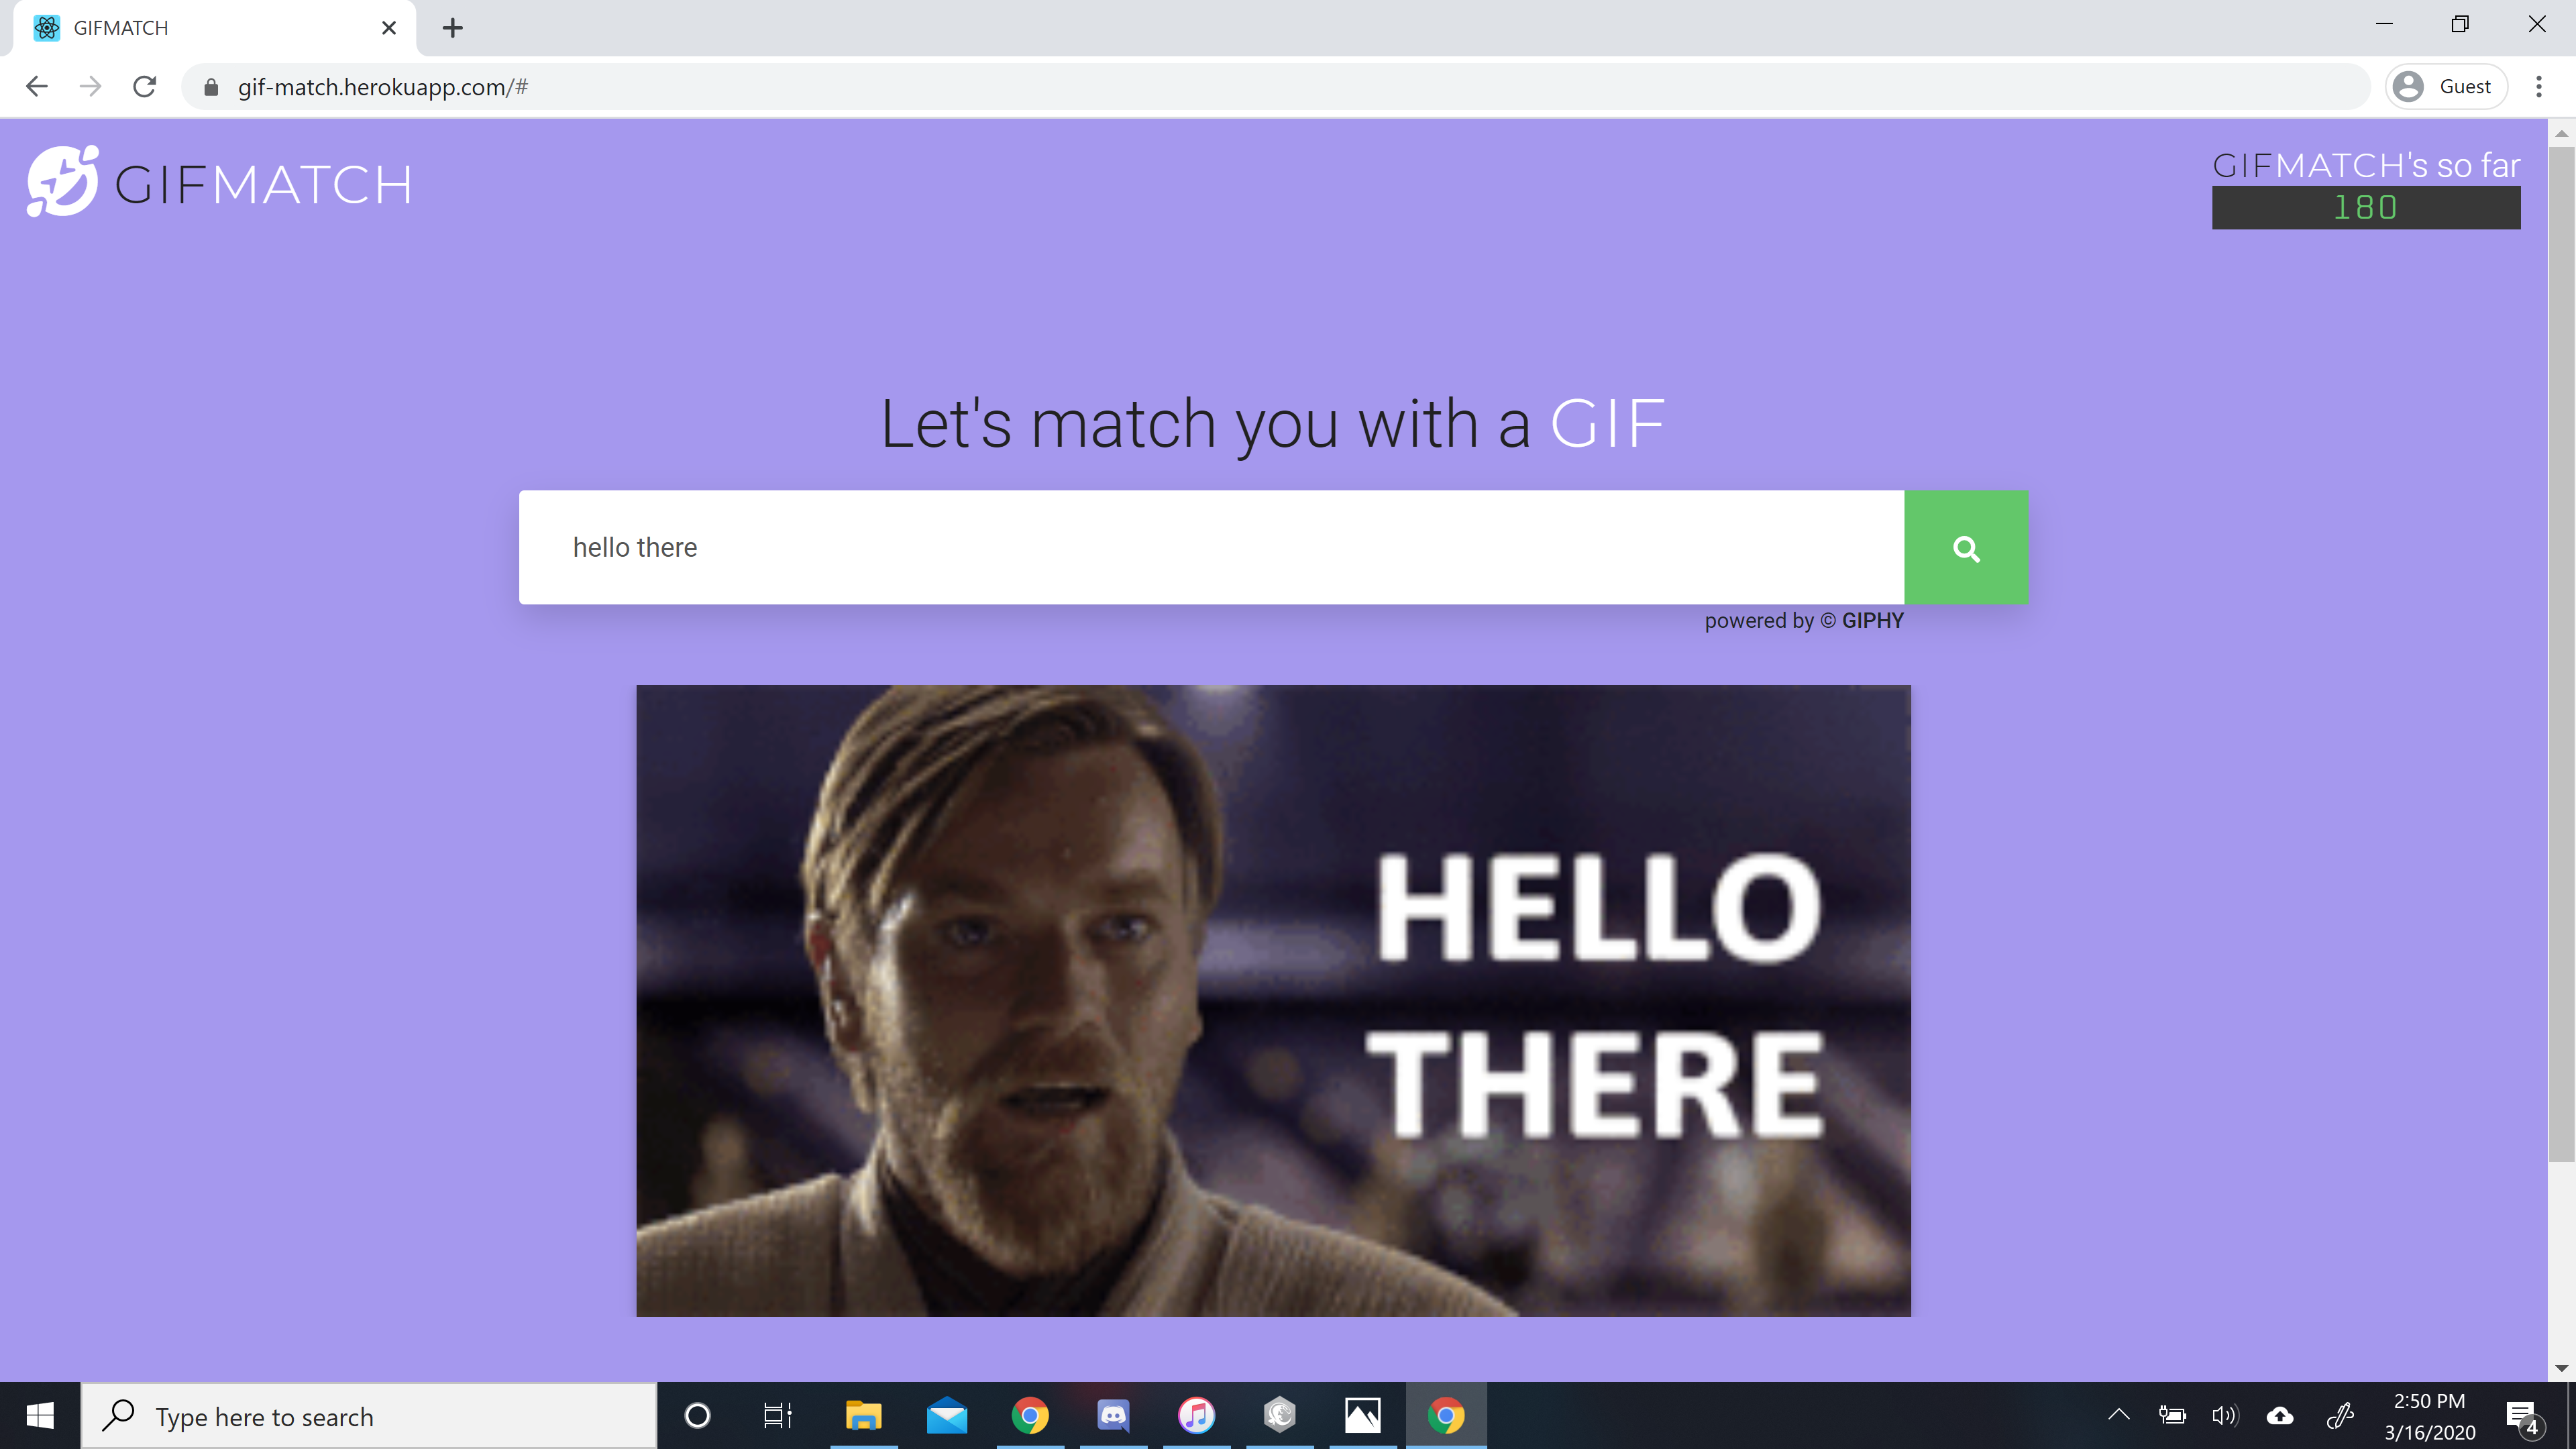 GIFMATCH
gif-match.herokuapp.com/#
Guest
GIFMATCH
GIFMATCH's so far
180
Let's match you with a GIF
hello there
powered by © GIPHY
HELLO
THERE
Type here to search
2:50 PM
3/16/2020
4